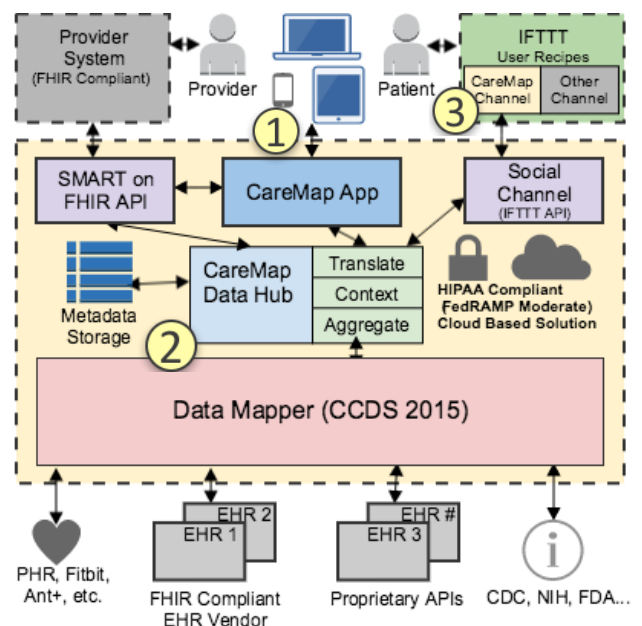 Provider
System
(FHIR Compliant)
Provider
Patient
IFTTT
User Recipes
CareMap
Channel
Other
Channel
1
3
SMART on
FHIR API
CareMap App
Social
Channel
(IFTTT API)
Metadata
Storage
CareMap
Data Hub
Translate
Context
Aggregate
HIPAA Compliant
(FedRAMP Moderate)
Cloud Based Solution
2
Data Mapper (CCDS 2015)
PHR, Fitbit,
Ant+, etc.
EHR 2
EHR 1
FHIR Compliant
EHR Vendor
EHR #
EHR 3
Proprietary APIs
i
CDC, NIH, FDA...